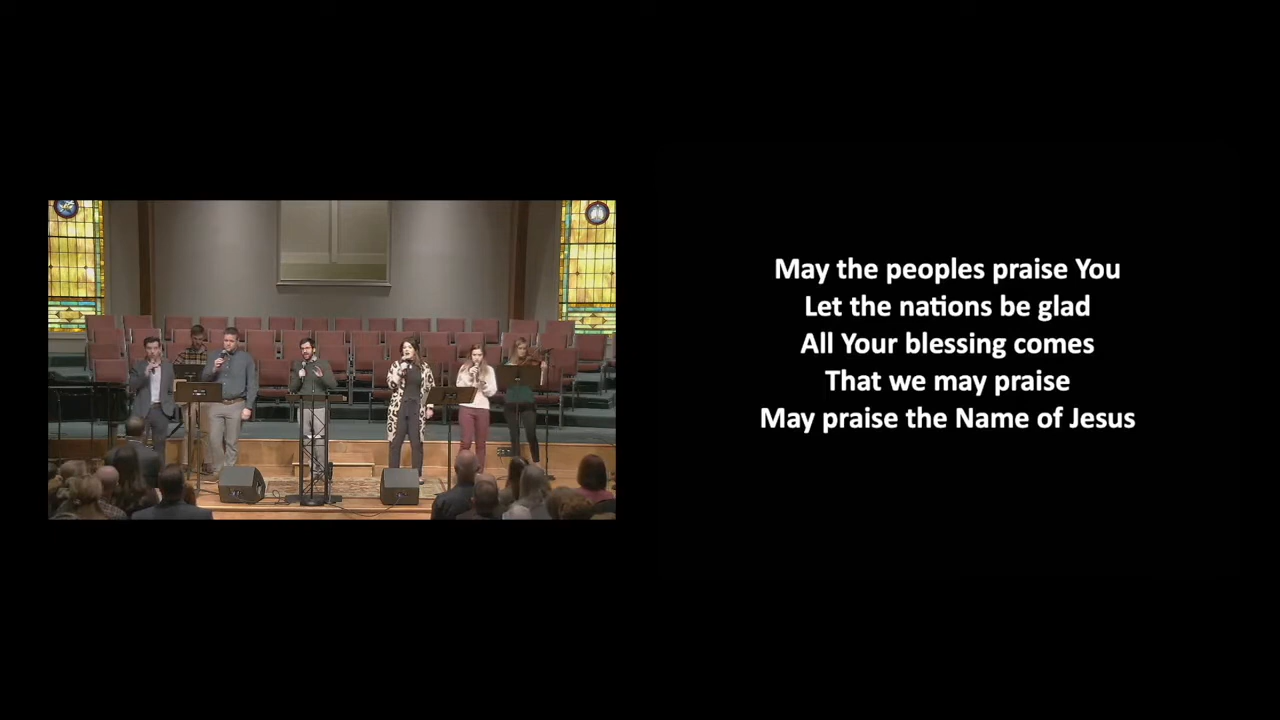 May the peoples praise You
Let the nations be glad
All Your blessing comes
That we may praise
May praise the Name of Jesus